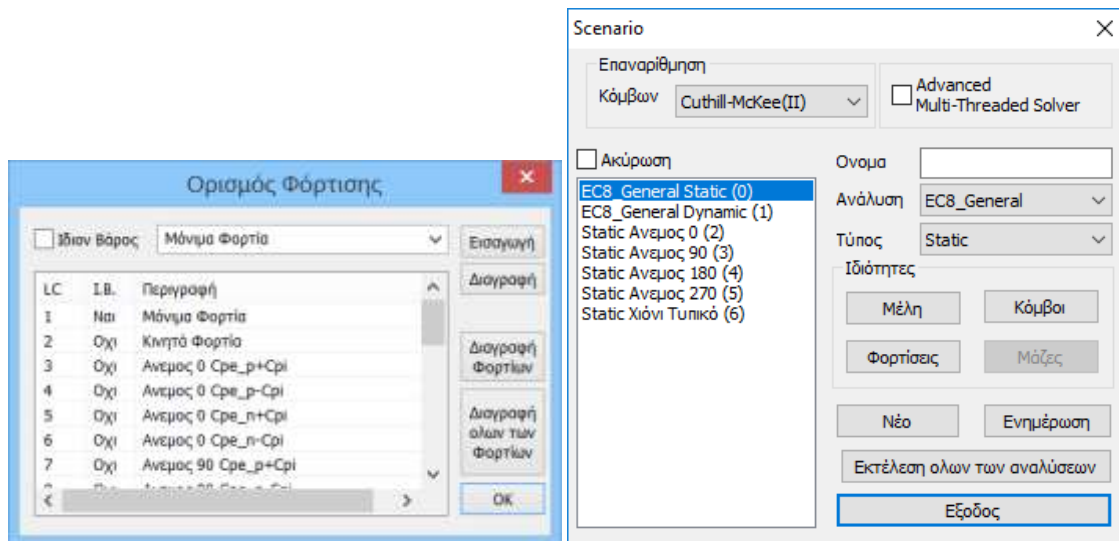 Ορισμός Φόρτισης
Ιδιον Βάρος Μόνιμα Φορτία Εισαγωγή
Διαγραφή
LC Ι.Β. Περιγραφή
1 Ναι Μόνιμα Φορτία
2 Οχι Κινητά Φορτία
3 Οχι Ανεμος 0 Cpe_p+Cpi
4 Οχι Ανεμος 0 Cpe_p-Cpi
5 Οχι Ανεμος 0 Cpe_n+Cpi
6 Οχι Ανεμος 0 Cpe_n-Cpi
7 Οχι Ανεμος 90 Cpe_p+Cpi
Διαγραφή
Φορτίων
Διαγραφή
ολων των
Φορτίων
OK
Scenario
Επαναρίθμηση
Κόμβων Cuthill-McKee(II)
Advanced
Multi-Threaded Solver
Ακύρωση
EC8_General Static (0)
EC8_General Dynamic (1)
Static Ανεμος 0 (2)
Static Ανεμος 90 (3)
Static Ανεμος 180 (4)
Static Ανεμος 270 (5)
Static Χιόνι Τυπικό (6)
Ονομα
Ανάλυση EC8_General
Τύπος Static
Ιδιότητες
Μέλη Κόμβοι
Φορτίσεις Μάζες
Νέο Ενημέρωση
Εκτέλεση ολων των αναλύσεων
Εξοδος